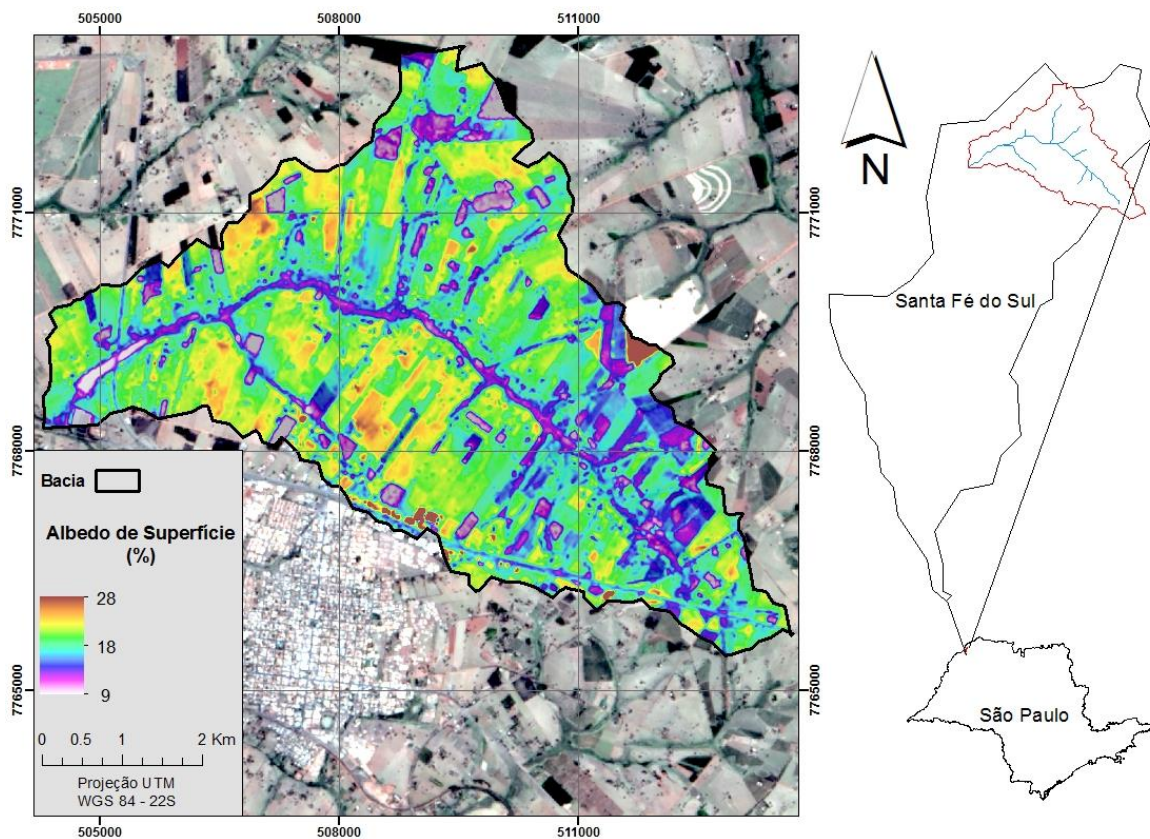 505000 508000 511000
7771000 7771000
7768000 7768000
7765000 7765000
N
Santa Fé do Sul
São Paulo
Bacia
Albedo de Superfície
(%)
28
18
9
0 0.5 1 2 Km
Projeção UTM
WGS 84 - 22S
505000 508000 511000